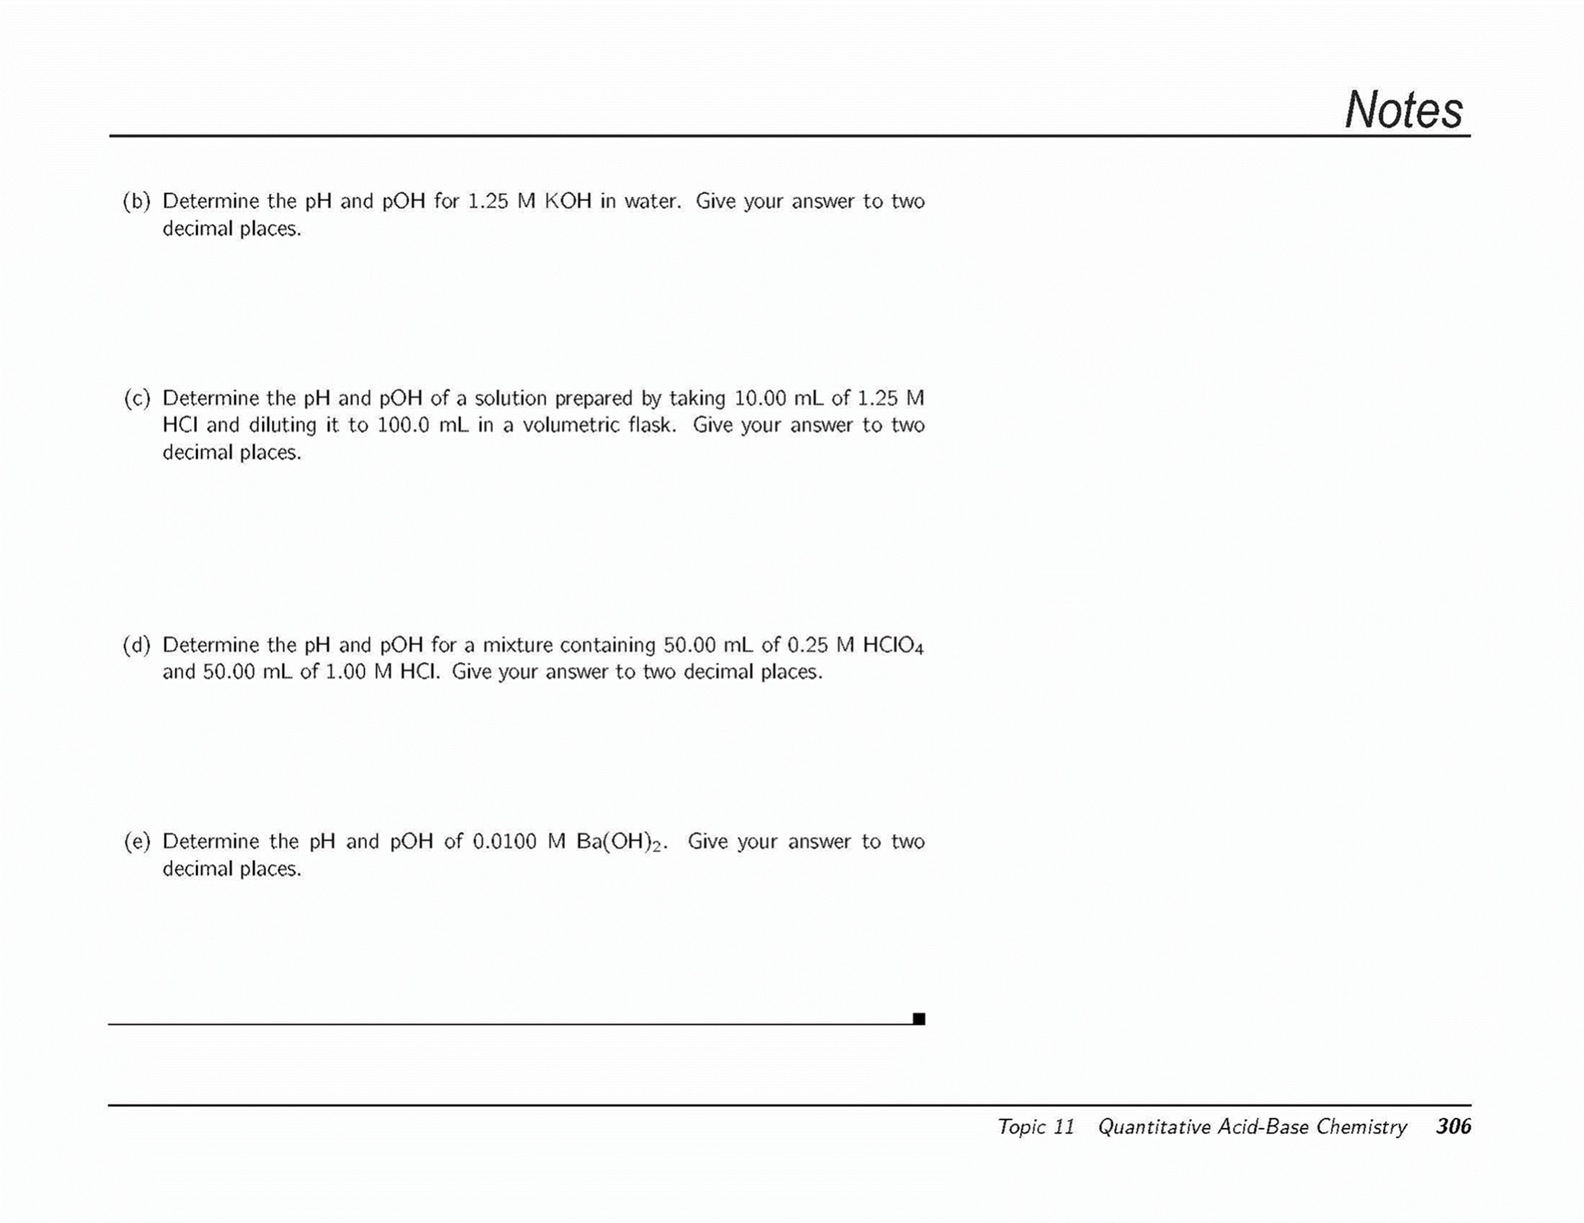 Notes
(b) Determine the pH and pOH for 1.25 M KOH in water. Give your answer to two
decimal places.
(c) Determine the pH and pOH of a solution prepared by taking 10.00 mL of 1.25 M
HCl and diluting it to 100.0 mL in a volumetric flask. Give your answer to two
decimal places.
(d) Determine the pH and pOH for a mixture containing 50.00 mL of 0.25 M HClO₄
and 50.00 mL of 1.00 M HCl. Give your answer to two decimal places.
(e) Determine the pH and pOH of 0.0100 M Ba(OH)₂. Give your answer to two
decimal places.
Topic 11 Quantitative Acid-Base Chemistry 306